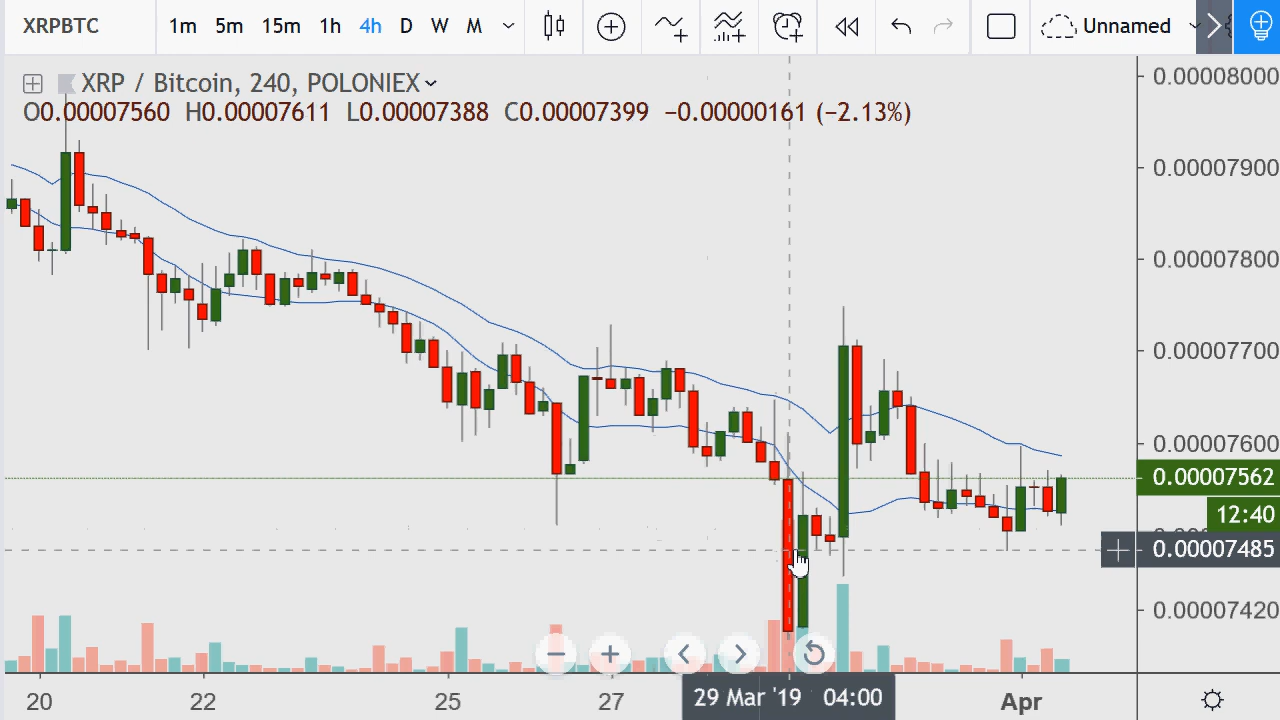 XRPBTC 1m 5m 15m 1h 4h D W M Unnamed
XRP / Bitcoin, 240, POLONIEX
O0.00007560 H0.00007611 L0.00007388 C0.00007399 −0.00000161 (−2.13%)
0.00008000
0.00007900
0.00007800
0.00007700
0.00007600
0.00007562
12:40
0.00007485
0.00007420
20 22 25 27 29 Mar '19 04:00 Apr